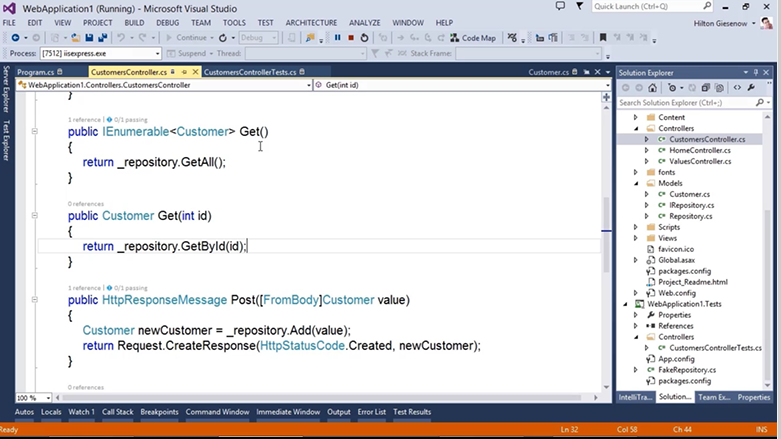 WebApplication1 (Running) - Microsoft Visual Studio
Quick Launch (Ctrl+Q)
FILE EDIT VIEW PROJECT BUILD DEBUG TEAM TOOLS TEST ARCHITECTURE ANALYZE WINDOW HELP
Hilton Giesenow
Continue Debug Code Map
Process: [7512] iisexpress.exe Suspend Thread: Stack Frame:
Server Explorer
Test Explorer
Program.cs CustomersController.cs CustomersControllerTests.cs Customer.cs
WebApplication1.Controllers.CustomersController Get(int id)
}
1 reference | 0/1 passing
public IEnumerable<Customer> Get()
{
return _repository.GetAll();
}
0 references
public Customer Get(int id)
{
return _repository.GetById(id);
}
1 reference | 0/1 passing
public HttpResponseMessage Post([FromBody]Customer value)
{
Customer newCustomer = _repository.Add(value);
return Request.CreateResponse(HttpStatusCode.Created, newCustomer);
}
0 references
100 %
Solution Explorer
Search Solution Explorer
Content
Controllers
CustomersController.cs
HomeController.cs
ValuesController.cs
fonts
Models
Customer.cs
IRepository.cs
Repository.cs
Scripts
Views
favicon.ico
Global.asax
packages.config
Project_Readme.html
Web.config
WebApplication1.Tests
Properties
References
Controllers
CustomersControllerTests.cs
App.config
FakeRepository.cs
packages.config
IntelliTra... Solution... Team Ex... Properties
Autos Locals Watch 1 Call Stack Breakpoints Command Window Immediate Window Output Error List Test Results
Ready Ln 32 Col 58 Ch 44 INS